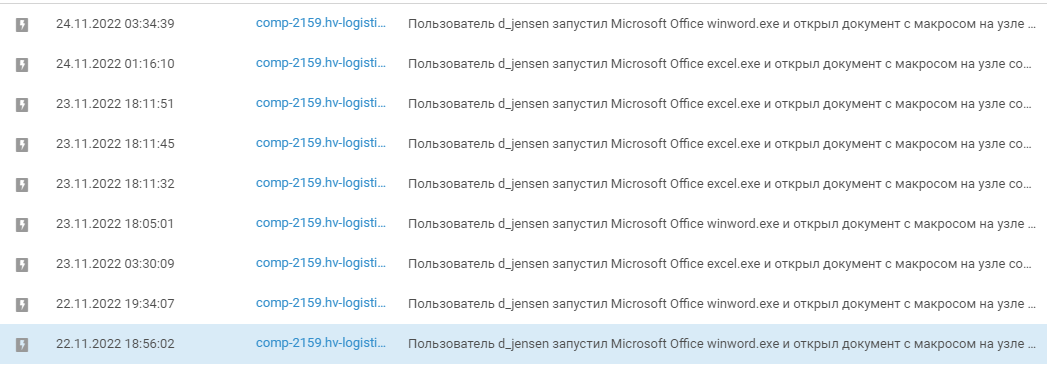 24.11.2022 03:34:39 comp-2159.hv-logisti... Пользователь d_jensen запустил Microsoft Office winword.exe и открыл документ с макросом на узле ...
24.11.2022 01:16:10 comp-2159.hv-logisti... Пользователь d_jensen запустил Microsoft Office excel.exe и открыл документ с макросом на узле co...
23.11.2022 18:11:51 comp-2159.hv-logisti... Пользователь d_jensen запустил Microsoft Office excel.exe и открыл документ с макросом на узле co...
23.11.2022 18:11:45 comp-2159.hv-logisti... Пользователь d_jensen запустил Microsoft Office excel.exe и открыл документ с макросом на узле co...
23.11.2022 18:11:32 comp-2159.hv-logisti... Пользователь d_jensen запустил Microsoft Office excel.exe и открыл документ с макросом на узле co...
23.11.2022 18:05:01 comp-2159.hv-logisti... Пользователь d_jensen запустил Microsoft Office winword.exe и открыл документ с макросом на узле ...
23.11.2022 03:30:09 comp-2159.hv-logisti... Пользователь d_jensen запустил Microsoft Office excel.exe и открыл документ с макросом на узле co...
22.11.2022 19:34:07 comp-2159.hv-logisti... Пользователь d_jensen запустил Microsoft Office winword.exe и открыл документ с макросом на узле ...
22.11.2022 18:56:02 comp-2159.hv-logisti... Пользователь d_jensen запустил Microsoft Office winword.exe и открыл документ с макросом на узле ...